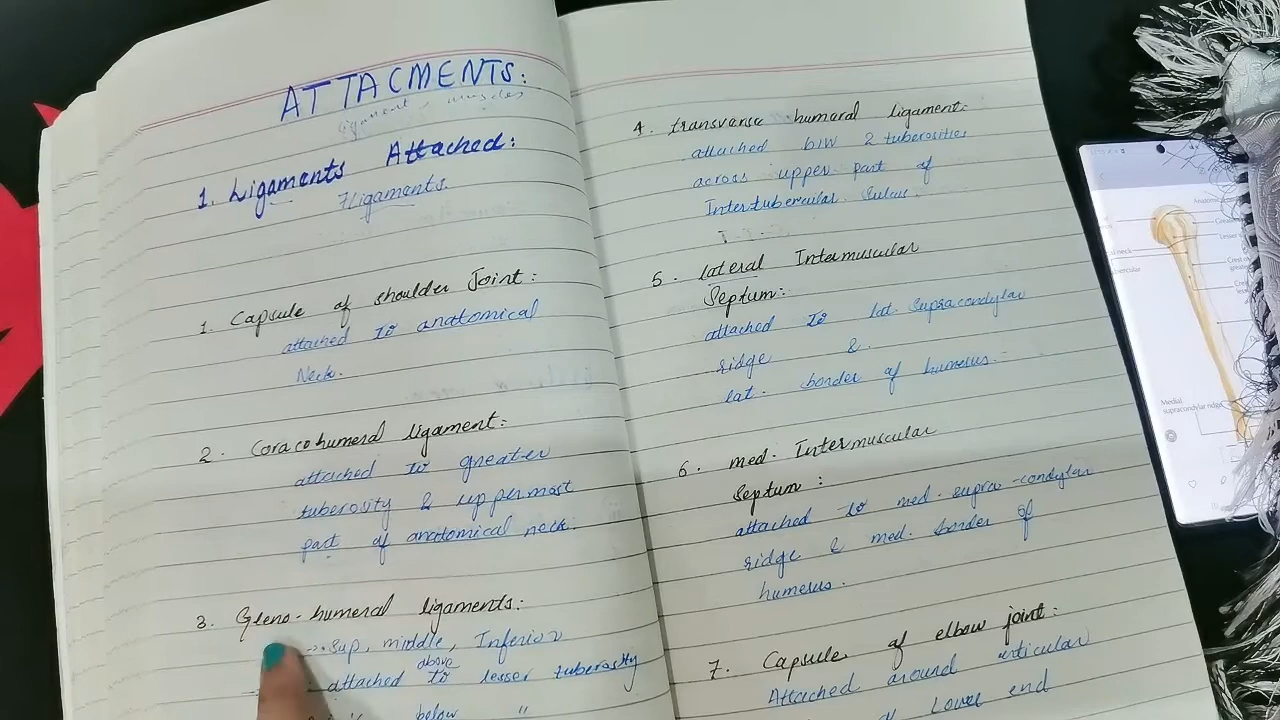 ATTACMENTS:
ligament, muscles
1. Ligaments Attached:
7ligaments.
1. Capsule of shoulder Joint:
attached to anatomical
Neck.
2. Coracohumeral ligament:
attached to greater
tuberosity & uppermost
part of anatomical neck.
3. Gleno-humeral ligaments:
Sup, middle, Inferior
above
attached to lesser tuberosity
below "
4. transverse humeral ligament:
attached b/w 2 tuberosities
across upper part of
Intertubercular Sulcus.
5. lateral Intermuscular
Septum:
attached to lat. Supracondylar
ridge &
lat. border of humerus.
6. med. Intermuscular
Septum:
attached to med. supra-condylar
ridge & med. border of
humerus.
7. Capsule of elbow joint:
Attached around articular
Lower end
Medial
supracondylar ridge